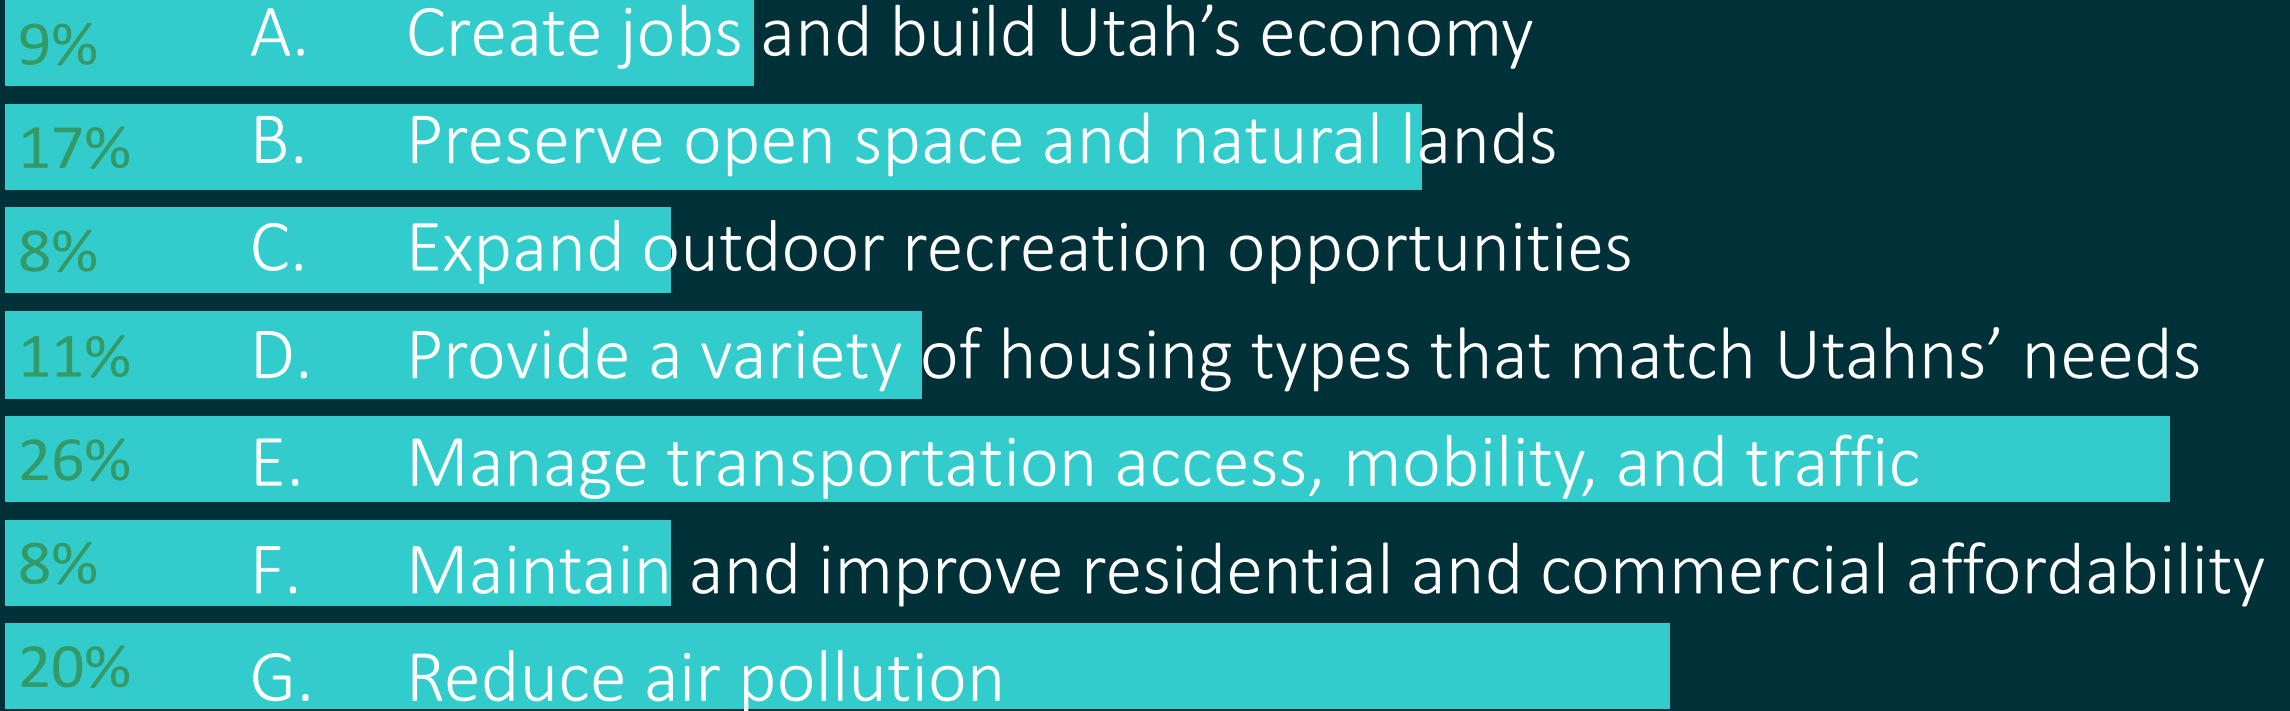 9% A. Create jobs and build Utah’s economy
17% B. Preserve open space and natural lands
8% C. Expand outdoor recreation opportunities
11% D. Provide a variety of housing types that match Utahns’ needs
26% E. Manage transportation access, mobility, and traffic
8% F. Maintain and improve residential and commercial affordability
20% G. Reduce air pollution